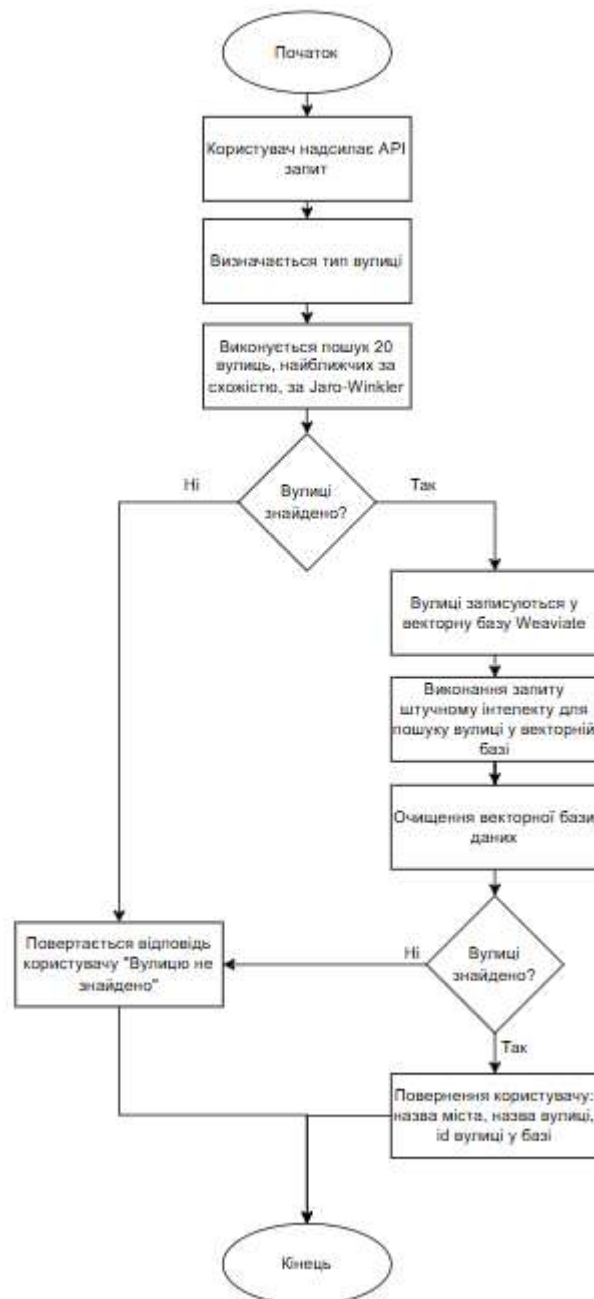 Початок
Користувач надсилає API
запит
Визначається тип вулиці
Виконується пошук 20
вулиць, найближчих за
схожістю, за Jaro-Winkler
Ні
Вулиці
знайдено?
Так
Вулиці записуються у
векторну базу Weaviate
Виконання запиту
штучному інтелекту для
пошуку вулиці у векторній
базі
Очищення векторної бази
даних
Повертається відповідь
користувачу "Вулицю не
знайдено"
Ні
Вулиці
знайдено?
Так
Повернення користувачу:
назва міста, назва вулиці,
id вулиці у базі
Кінець